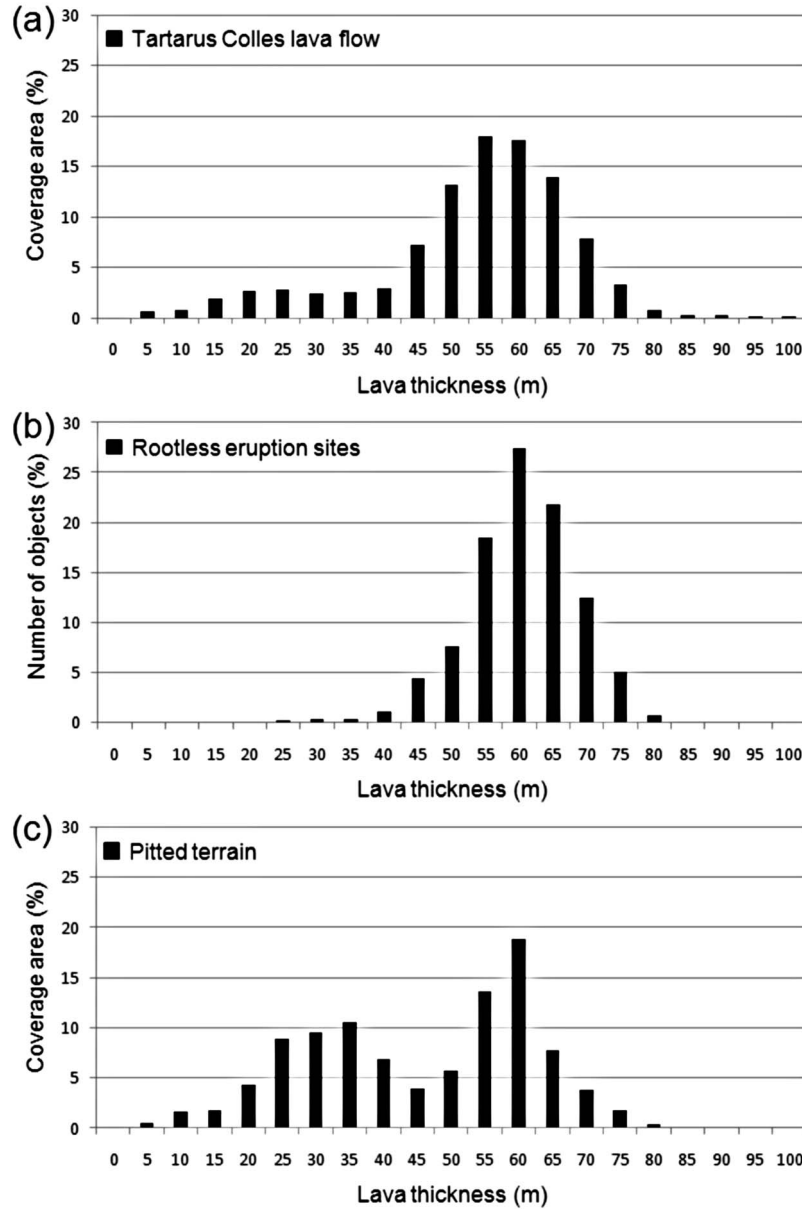 (a)
Tartarus Colles lava flow
Coverage area (%)
30
25
20
15
10
5
0
0 5 10 15 20 25 30 35 40 45 50 55 60 65 70 75 80 85 90 95 100
Lava thickness (m)
(b)
Rootless eruption sites
Number of objects (%)
30
25
20
15
10
5
0
0 5 10 15 20 25 30 35 40 45 50 55 60 65 70 75 80 85 90 95 100
Lava thickness (m)
(c)
Pitted terrain
Coverage area (%)
30
25
20
15
10
5
0
0 5 10 15 20 25 30 35 40 45 50 55 60 65 70 75 80 85 90 95 100
Lava thickness (m)